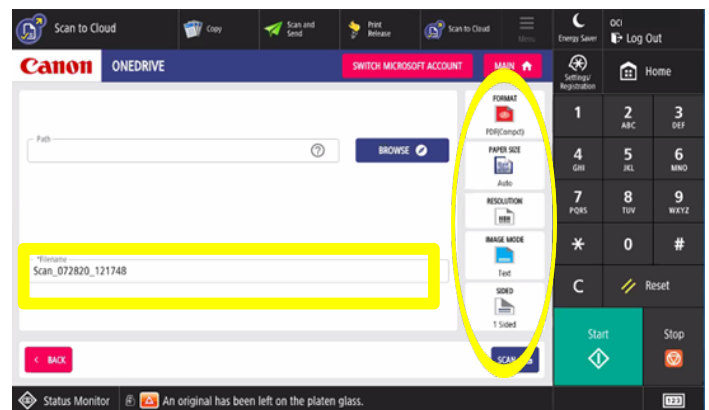 Scan to Cloud
Copy
Scan and
Send
Print
Release
Scan to Cloud
Menu
Energy Saver
oci
Log Out
Canon
ONEDRIVE
SWITCH MICROSOFT ACCOUNT
MAIN
Settings/
Registration
Home
Path
?
BROWSE
*Filename
Scan_072820_121748
FORMAT
PDF(Compct)
PAPER SIZE
Auto
RESOLUTION
IMAGE MODE
Text
SIDED
1 Sided
< BACK
SCAN
1
2
ABC
3
DEF
4
GHI
5
JKL
6
MNO
7
PQRS
8
TUV
9
WXYZ
*
0
#
C
Reset
Start
Stop
Status Monitor
An original has been left on the platen glass.
123